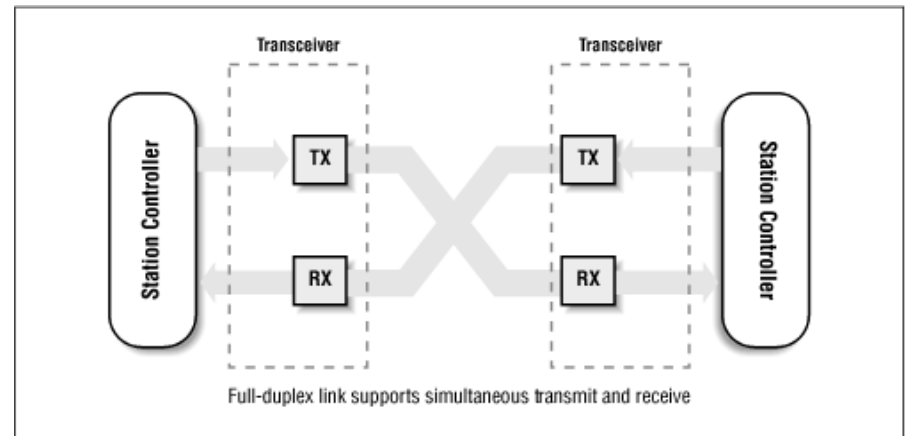 Transceiver
Transceiver
Station Controller
TX
TX
Station Controller
RX
RX
Full-duplex link supports simultaneous transmit and receive